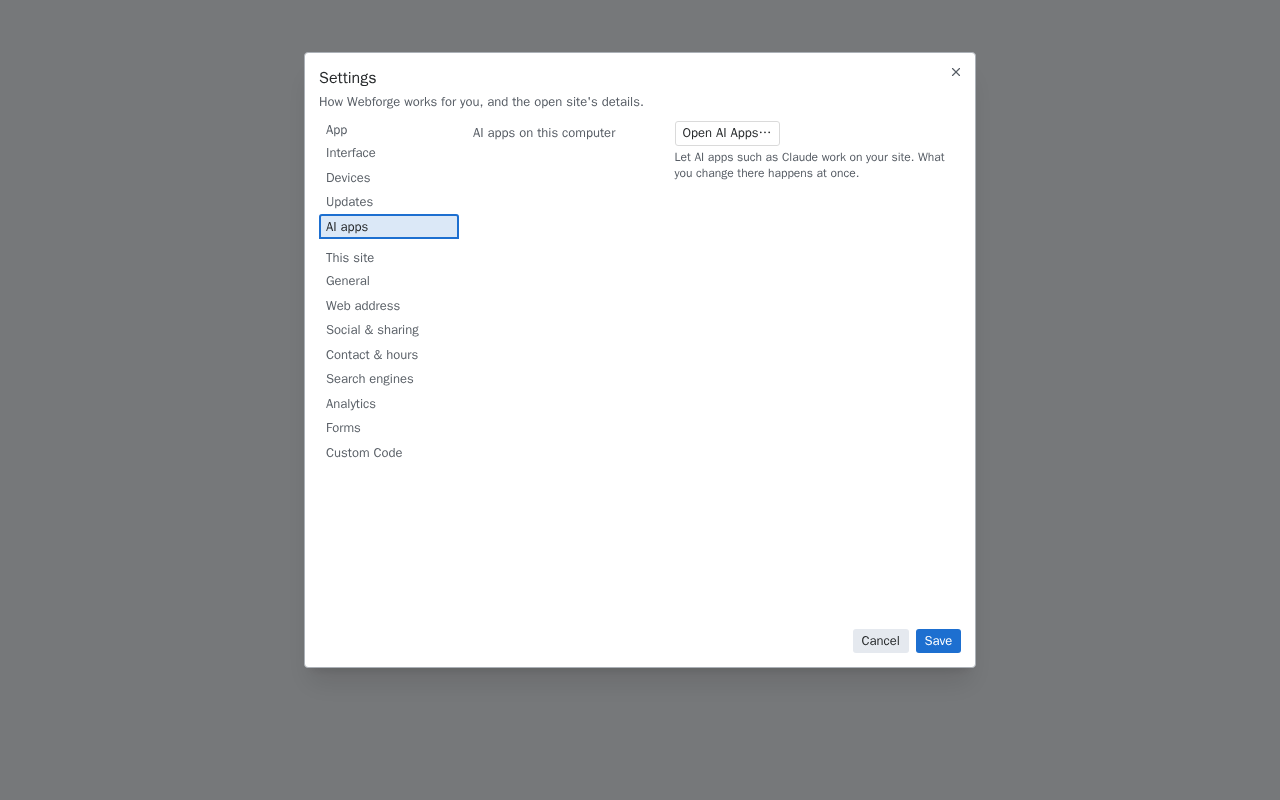 Settings
How Webforge works for you, and the open site's details.
App
Interface
Devices
Updates
AI apps
This site
General
Web address
Social & sharing
Contact & hours
Search engines
Analytics
Forms
Custom Code
AI apps on this computer
Open AI Apps…
Let AI apps such as Claude work on your site. What
you change there happens at once.
Cancel
Save